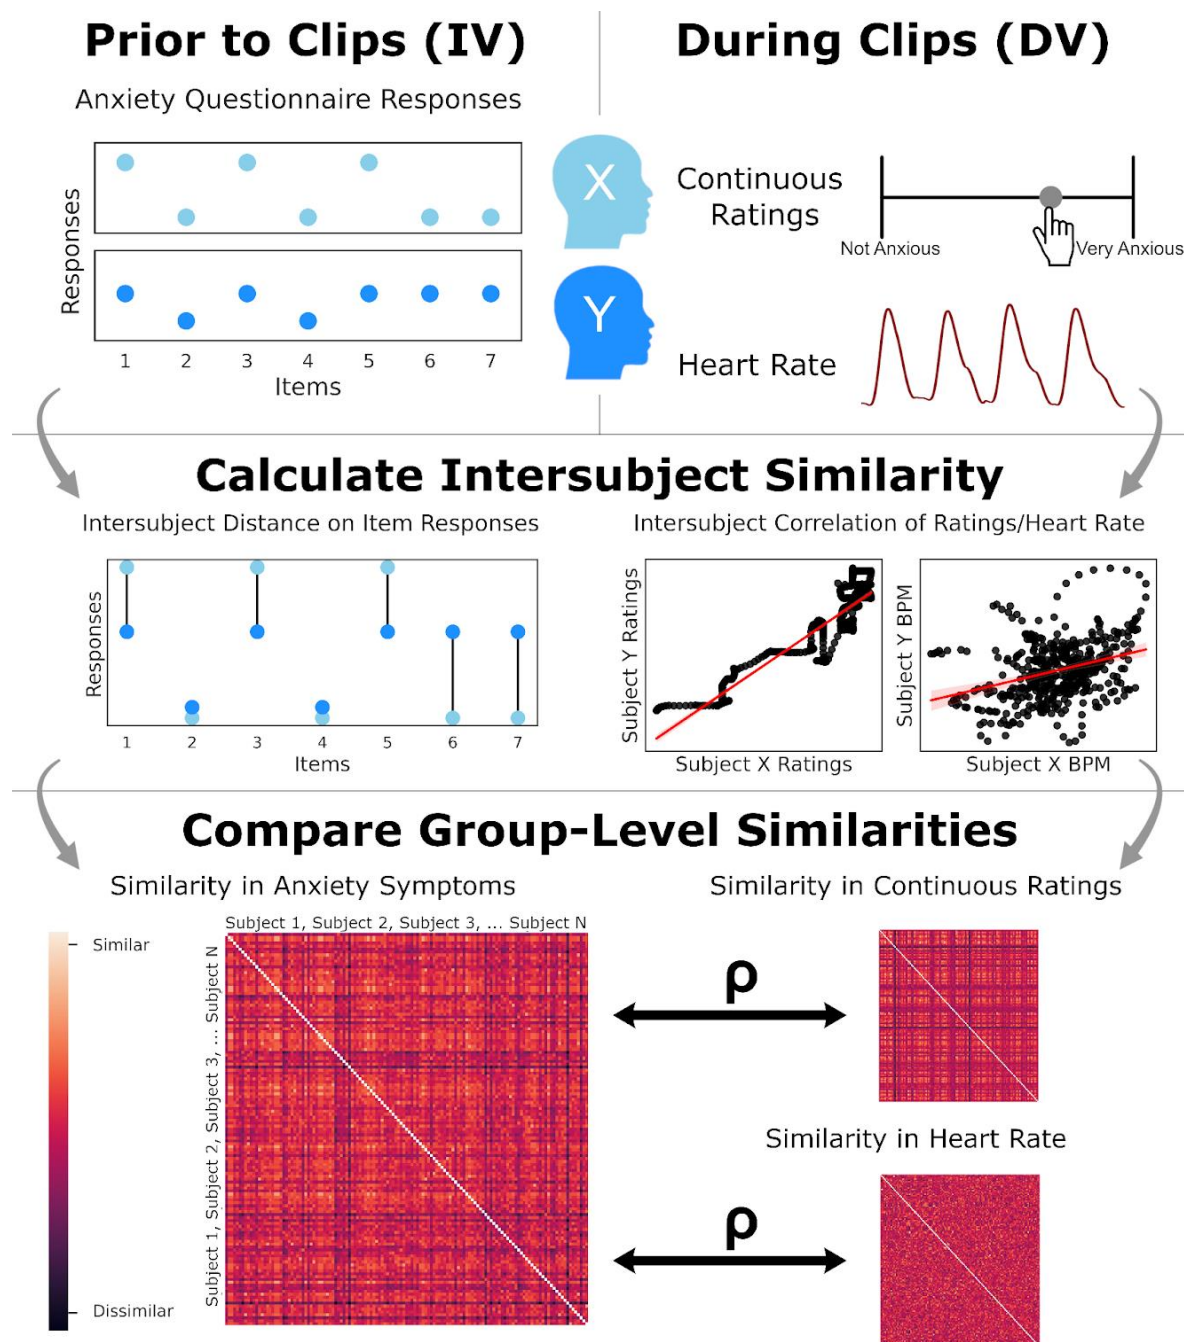 Prior to Clips (IV)
During Clips (DV)
Anxiety Questionnaire Responses
Responses
1 2 3 4 5 6 7
Items
X
Y
Continuous
Ratings
Not Anxious
Very Anxious
Heart Rate
Calculate Intersubject Similarity
Intersubject Distance on Item Responses
Responses
1 2 3 4 5 6 7
Items
Intersubject Correlation of Ratings/Heart Rate
Subject Y Ratings
Subject X Ratings
Subject Y BPM
Subject X BPM
Compare Group-Level Similarities
Similarity in Anxiety Symptoms
Similar
Dissimilar
Subject 1, Subject 2, Subject 3, ... Subject N
Subject 1, Subject 2, Subject 3, ... Subject N
ρ
Similarity in Continuous Ratings
ρ
Similarity in Heart Rate